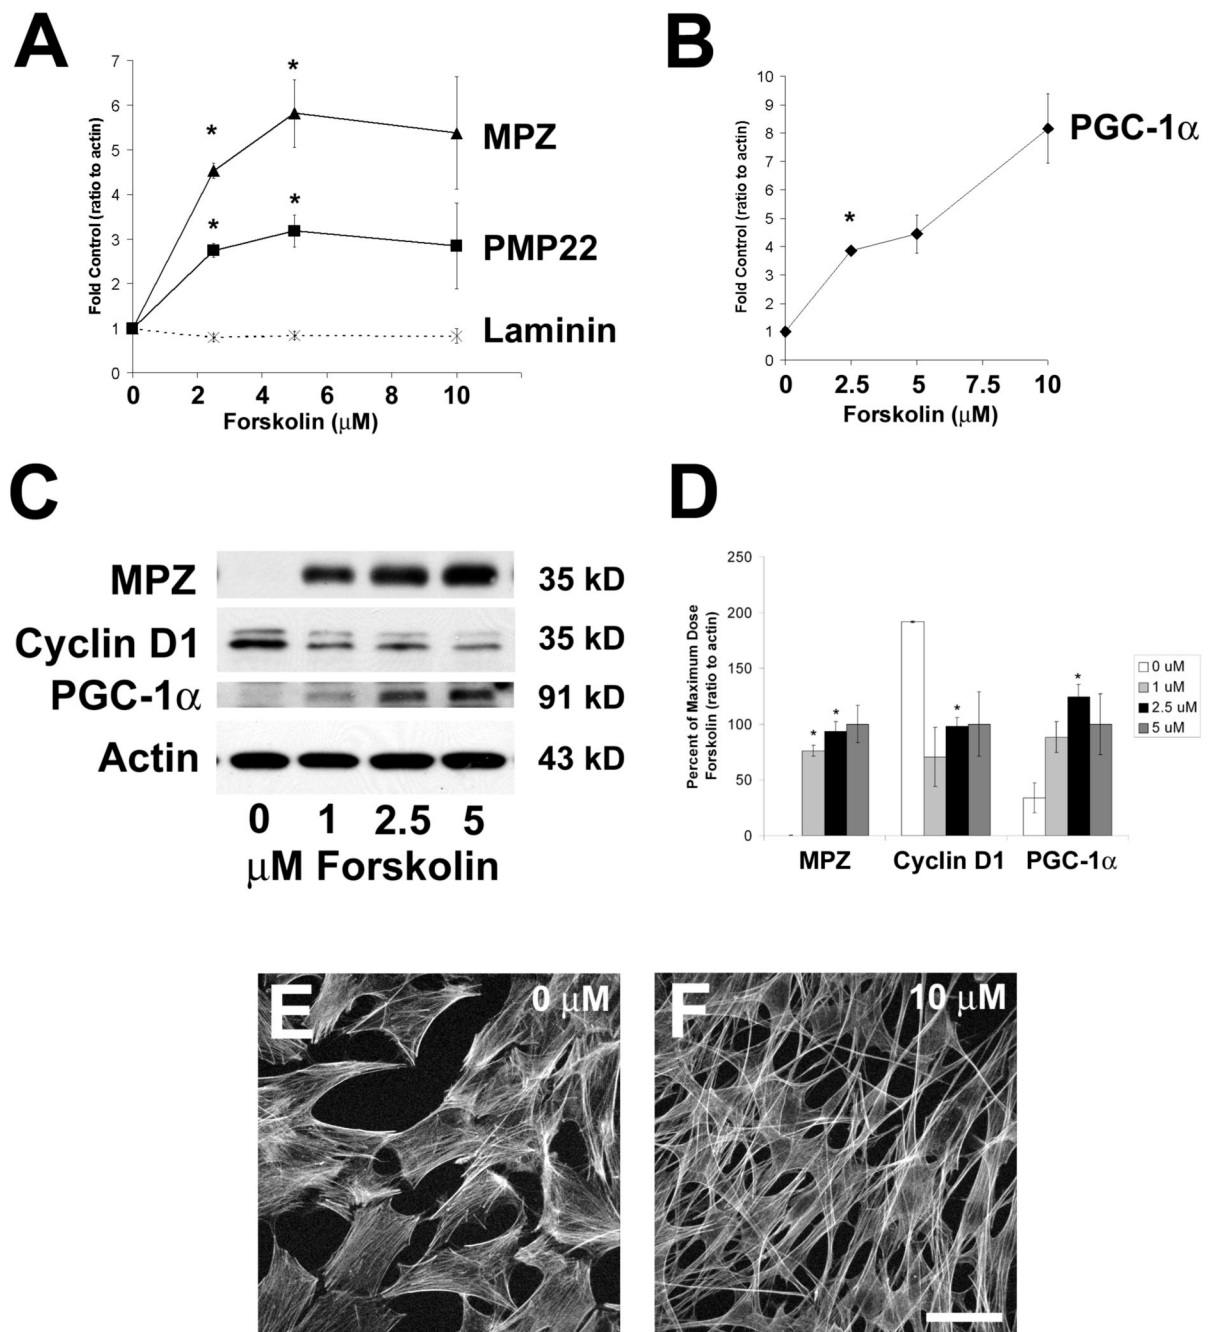 A
B
7
6
5
4
3
2
1
0
Fold Control (ratio to actin)
*
*
*
*
MPZ
PMP22
Laminin
0
2
4
6
8
10
Forskolin (μM)
10
9
8
7
6
5
4
3
2
1
0
Fold Control (ratio to actin)
*
PGC-1α
0
2.5
5
7.5
10
Forskolin (μM)
C
MPZ
35 kD
Cyclin D1
35 kD
PGC-1α
91 kD
Actin
43 kD
0
1
2.5
5
μM Forskolin
D
250
200
150
100
50
0
Percent of Maximum Dose
Forskolin (ratio to actin)
*
*
*
*
0 uM
1 uM
2.5 uM
5 uM
MPZ
Cyclin D1
PGC-1α
E
0 μM
F
10 μM